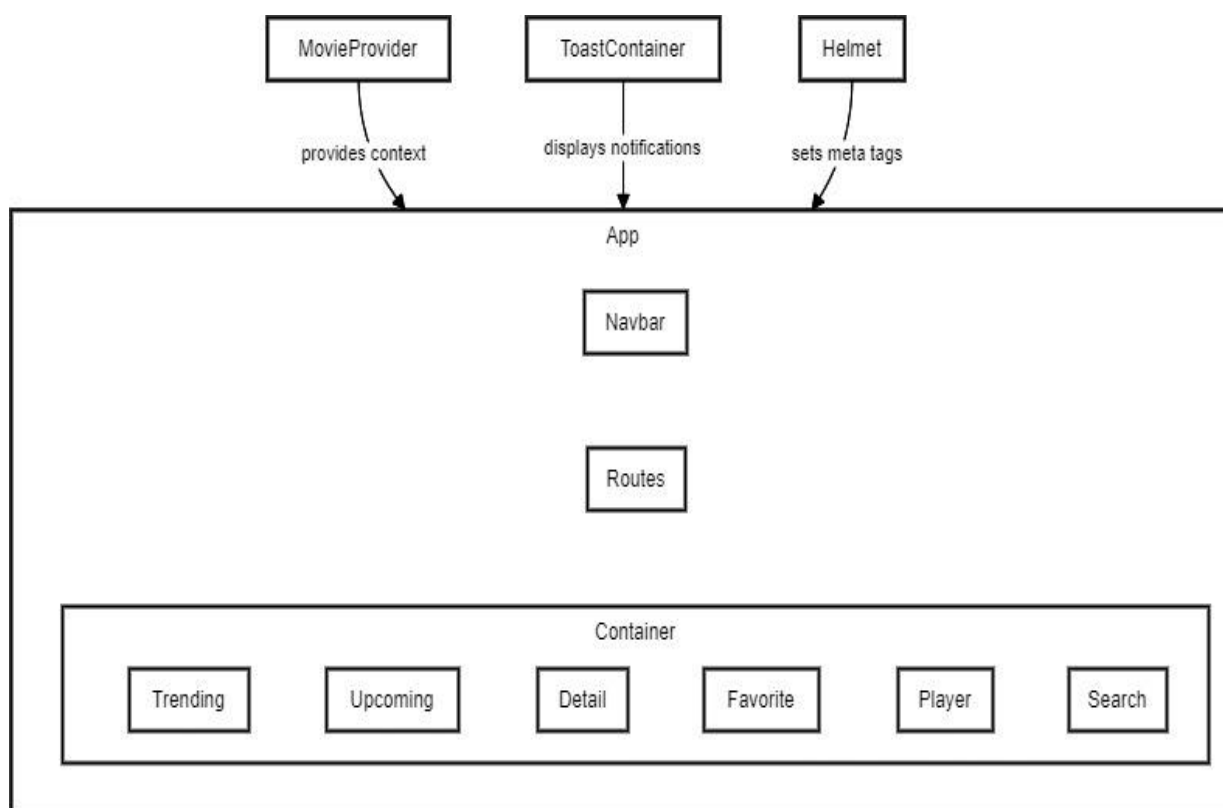 MovieProvider
ToastContainer
Helmet
provides context
displays notifications
sets meta tags
App
Navbar
Routes
Container
Trending
Upcoming
Detail
Favorite
Player
Search